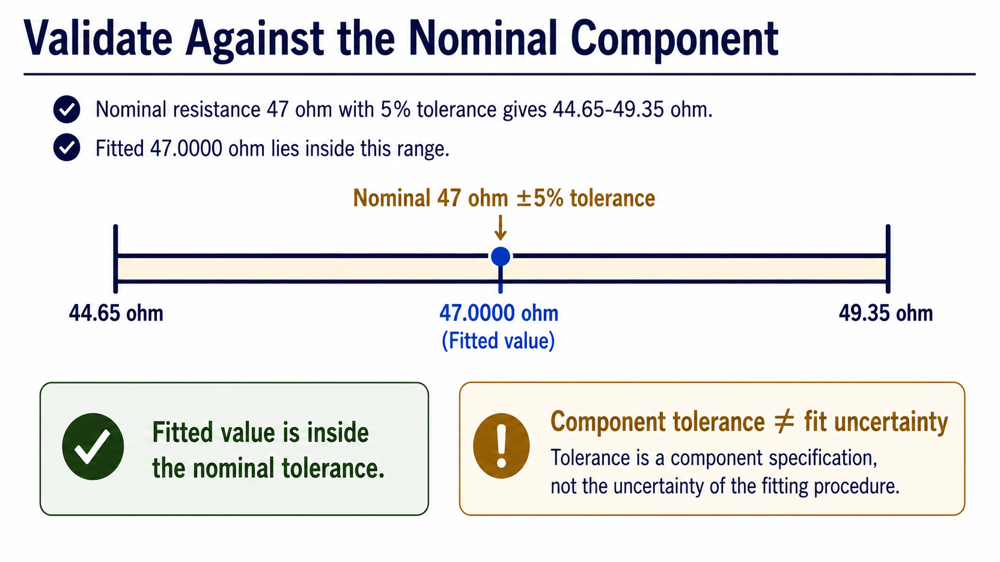 Validate Against the Nominal Component
Nominal resistance 47 ohm with 5% tolerance gives 44.65-49.35 ohm.
Fitted 47.0000 ohm lies inside this range.
Nominal 47 ohm ±5% tolerance
44.65 ohm
47.0000 ohm
(Fitted value)
49.35 ohm
Fitted value is inside
the nominal tolerance.
Component tolerance ≠ fit uncertainty
Tolerance is a component specification,
not the uncertainty of the fitting procedure.